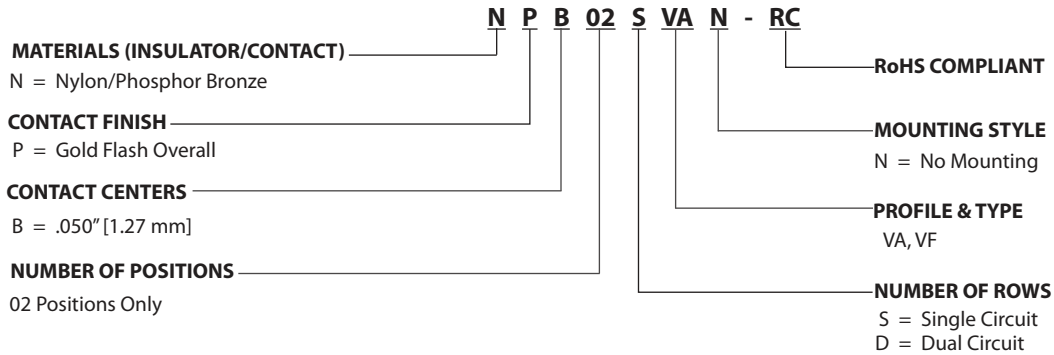 N P B 02 S VA N - RC
MATERIALS (INSULATOR/CONTACT)
N = Nylon/Phosphor Bronze
CONTACT FINISH
P = Gold Flash Overall
CONTACT CENTERS
B = .050” [1.27 mm]
NUMBER OF POSITIONS
02 Positions Only
RoHS COMPLIANT
MOUNTING STYLE
N = No Mounting
PROFILE & TYPE
VA, VF
NUMBER OF ROWS
S = Single Circuit
D = Dual Circuit